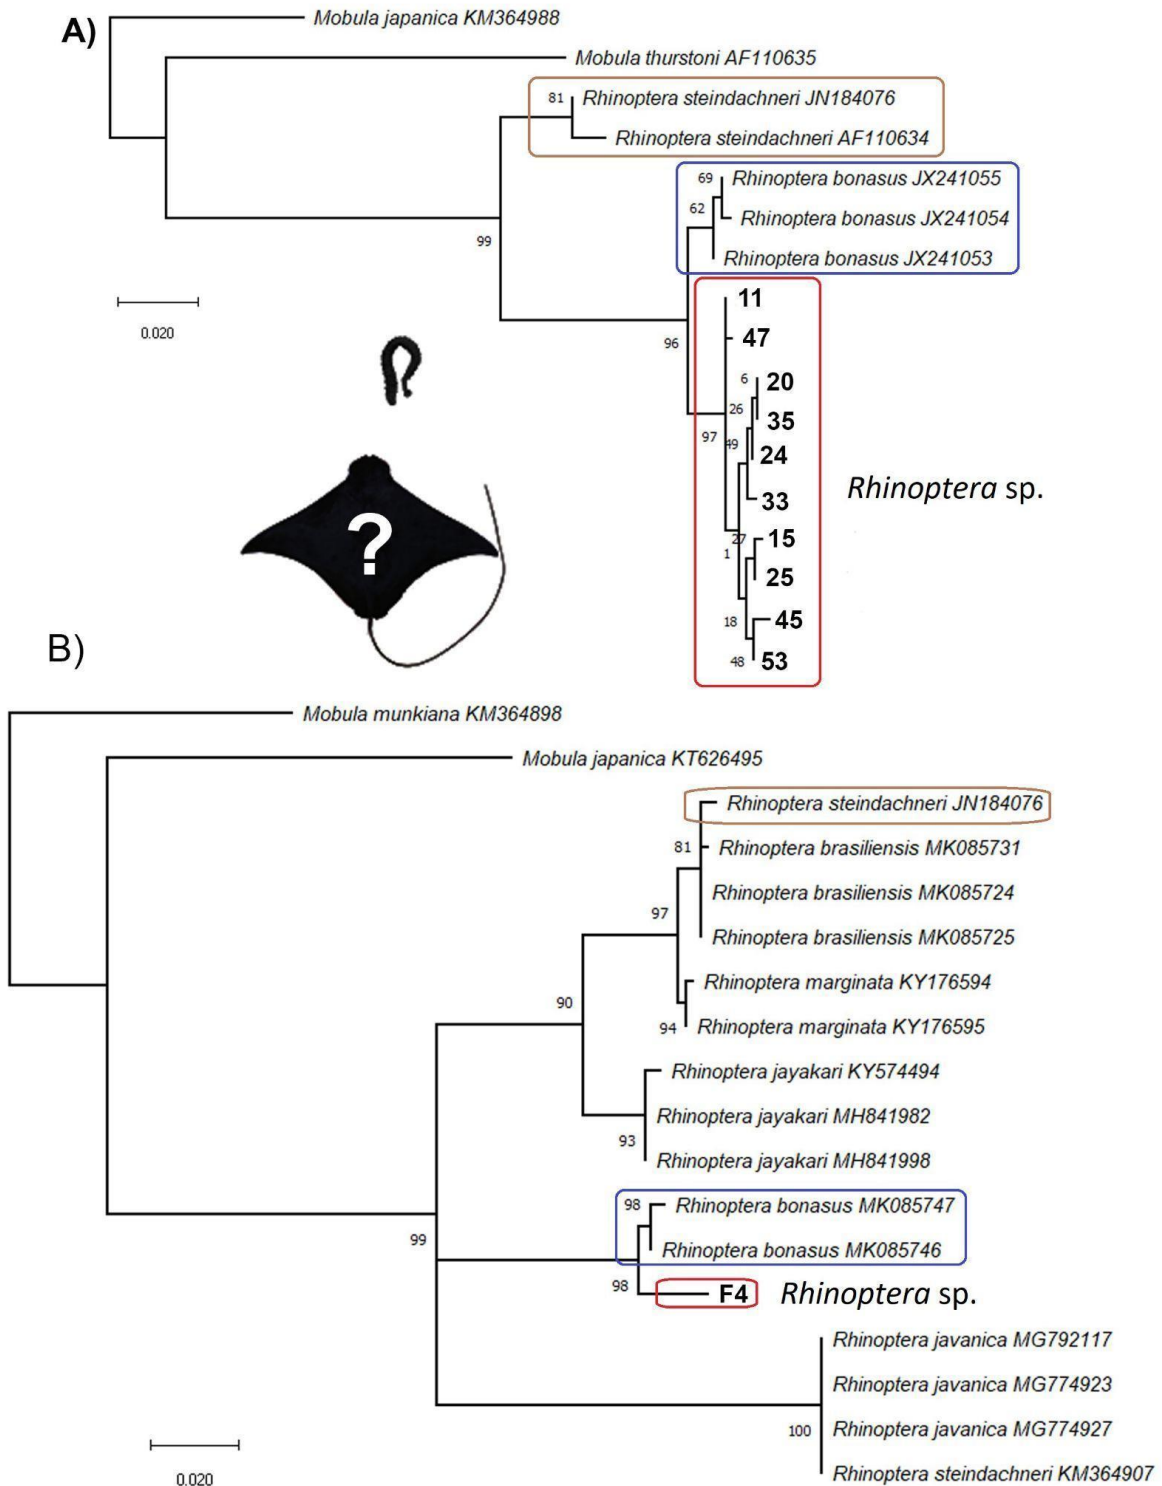 A)
Mobula japanica KM364988
Mobula thurstoni AF110635
81
Rhinoptera steindachneri JN184076
Rhinoptera steindachneri AF110634
69
Rhinoptera bonasus JX241055
62
Rhinoptera bonasus JX241054
Rhinoptera bonasus JX241053
99
0.020
96
11
47
6
20
26
35
97
49
24
33
Rhinoptera sp.
27
15
1
25
18
45
48
53
?
B)
Mobula munkiana KM364898
Mobula japanica KT626495
Rhinoptera steindachneri JN184076
81
Rhinoptera brasiliensis MK085731
Rhinoptera brasiliensis MK085724
97
Rhinoptera brasiliensis MK085725
Rhinoptera marginata KY176594
90
94
Rhinoptera marginata KY176595
Rhinoptera jayakari KY574494
Rhinoptera jayakari MH841982
93
Rhinoptera jayakari MH841998
98
Rhinoptera bonasus MK085747
99
Rhinoptera bonasus MK085746
98
F4
Rhinoptera sp.
Rhinoptera javanica MG792117
Rhinoptera javanica MG774923
100
Rhinoptera javanica MG774927
Rhinoptera steindachneri KM364907
0.020